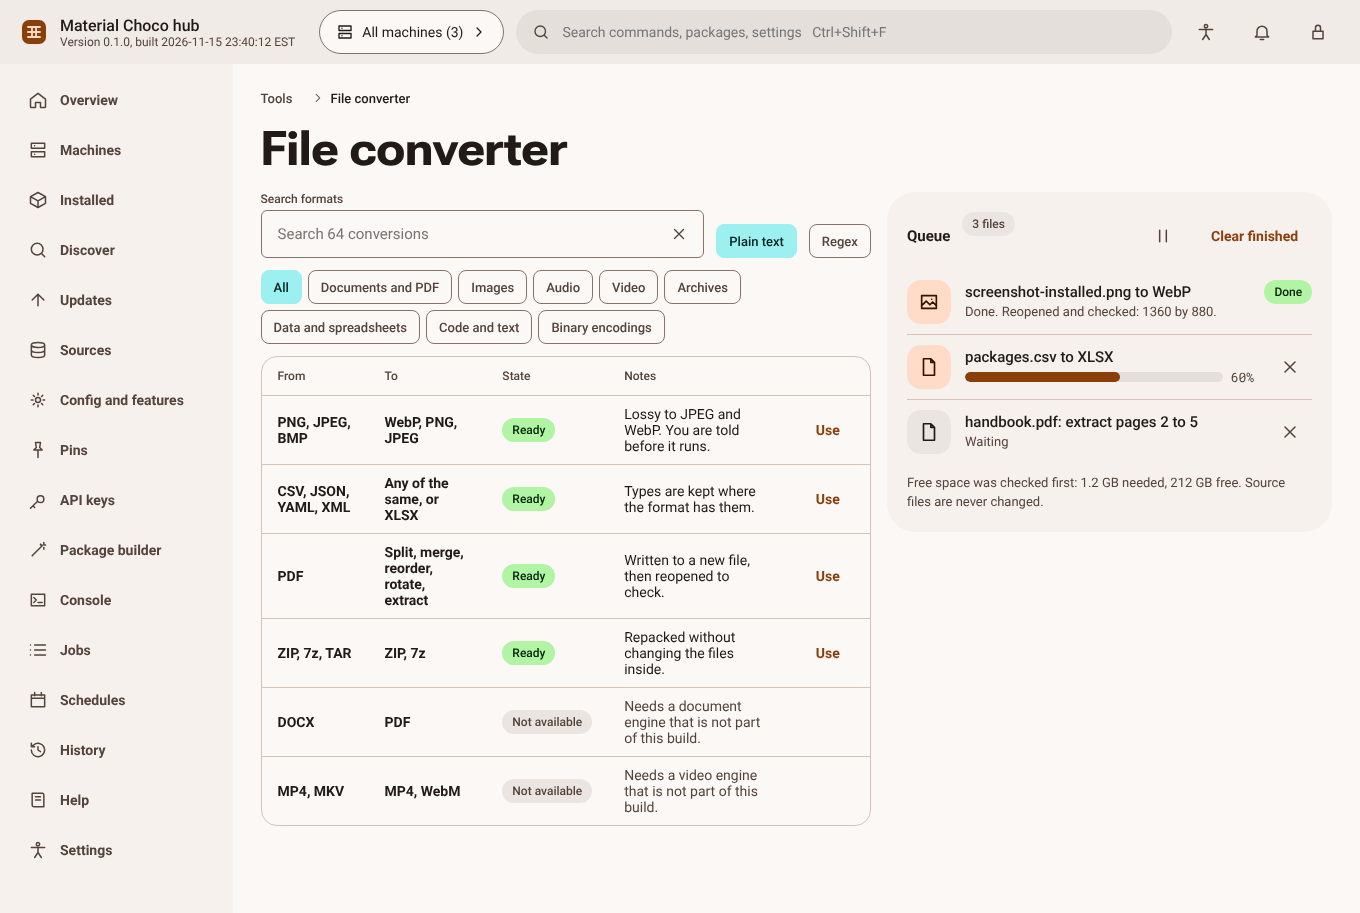 Material Choco hub
Version 0.1.0, built 2026-11-15 23:40:12 EST
All machines (3)
Search commands, packages, settings Ctrl+Shift+F
Overview
Machines
Installed
Discover
Updates
Sources
Config and features
Pins
API keys
Package builder
Console
Jobs
Schedules
History
Help
Settings
Tools
File converter
File converter
Search formats
Search 64 conversions
Plain text
Regex
All
Documents and PDF
Images
Audio
Video
Archives
Data and spreadsheets
Code and text
Binary encodings
From
To
State
Notes
PNG, JPEG,
BMP
WebP, PNG,
JPEG
Ready
Lossy to JPEG and
WebP. You are told
before it runs.
Use
CSV, JSON,
YAML, XML
Any of the
same, or
XLSX
Ready
Types are kept where
the format has them.
Use
PDF
Split, merge,
reorder,
rotate,
extract
Ready
Written to a new file,
then reopened to
check.
Use
ZIP, 7z, TAR
ZIP, 7z
Ready
Repacked without
changing the files
inside.
Use
DOCX
PDF
Not available
Needs a document
engine that is not part
of this build.
MP4, MKV
MP4, WebM
Not available
Needs a video engine
that is not part of this
build.
Queue
3 files
Clear finished
screenshot-installed.png to WebP
Done. Reopened and checked: 1360 by 880.
Done
packages.csv to XLSX
60%
handbook.pdf: extract pages 2 to 5
Waiting
Free space was checked first: 1.2 GB needed, 212 GB free. Source
files are never changed.